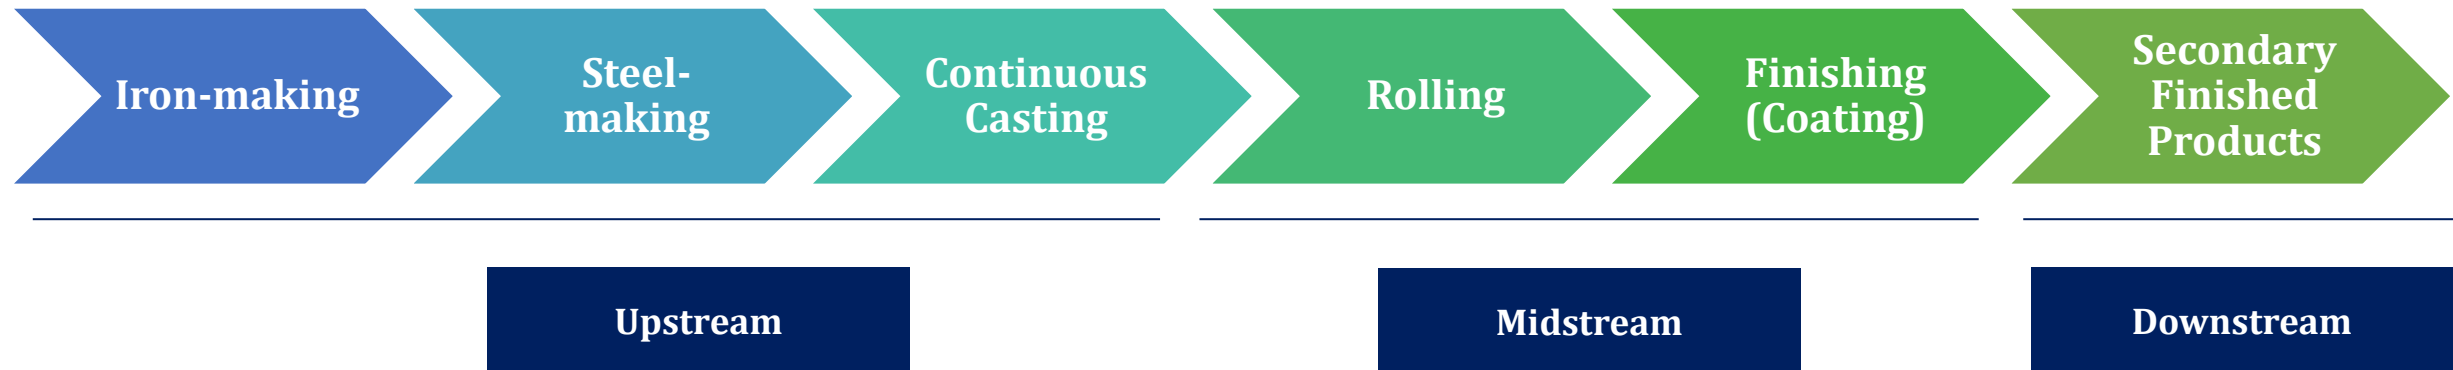 Iron-making
Steel-
making
Continuous
Casting
Rolling
Finishing
(Coating)
Secondary
Finished
Products
Upstream
Midstream
Downstream